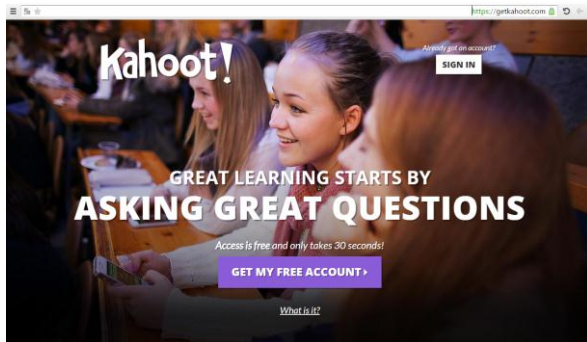 https://getkahoot.com
Kahoot!
Already got an account?
SIGN IN
GREAT LEARNING STARTS BY
ASKING GREAT QUESTIONS
Access is free and only takes 30 seconds!
GET MY FREE ACCOUNT
What is it?